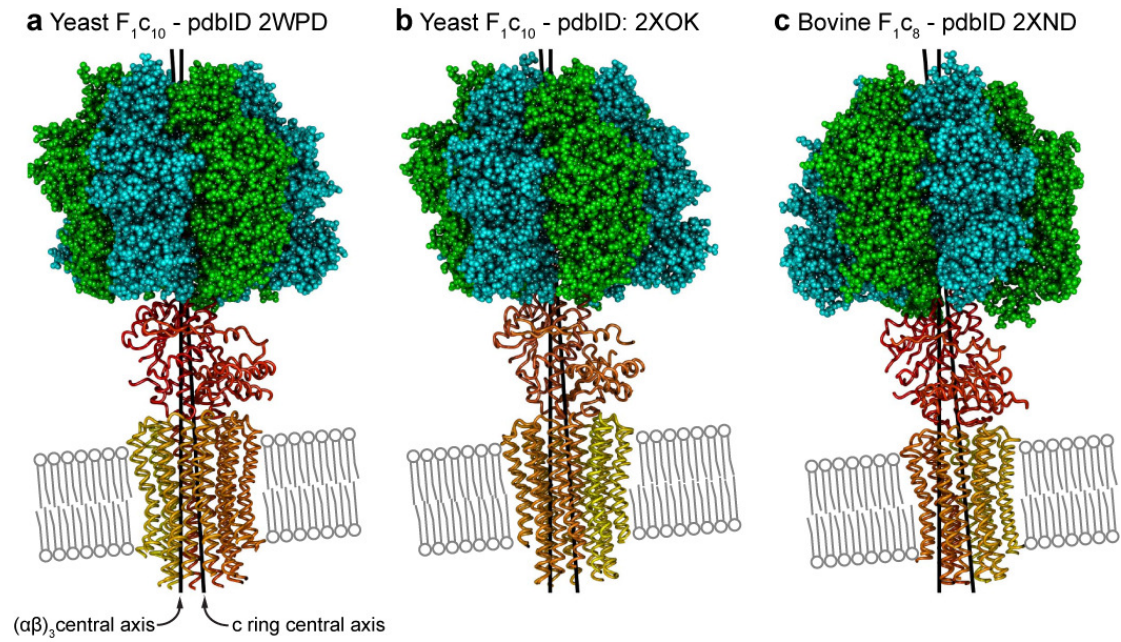 a Yeast F₁c₁₀ - pdbID 2WPD
b Yeast F₁c₁₀ - pdbID: 2XOK
c Bovine F₁c₈ - pdbID 2XND
(αβ)₃central axis
c ring central axis